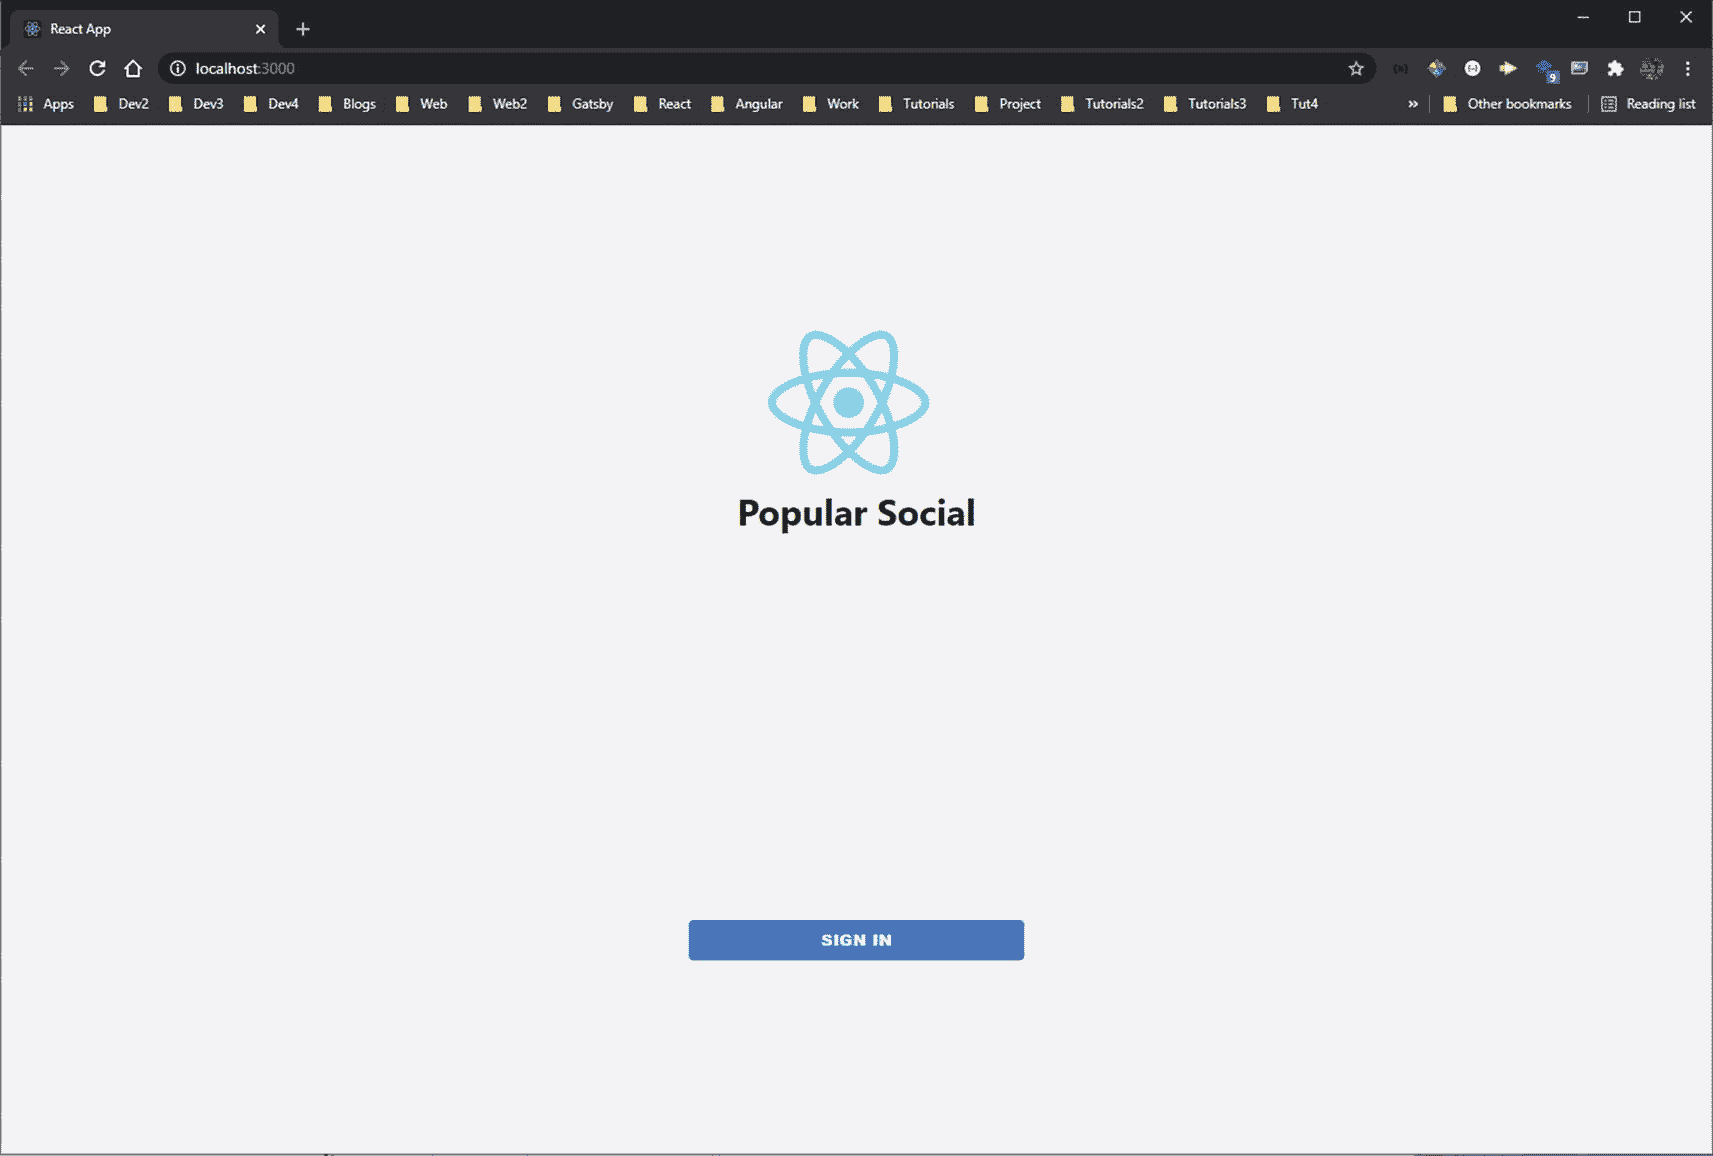 React App
localhost:3000
Apps Dev2 Dev3 Dev4 Blogs Web Web2 Gatsby React Angular Work Tutorials Project Tutorials2 Tutorials3 Tut4 » Other bookmarks Reading list
9
Popular Social
SIGN IN